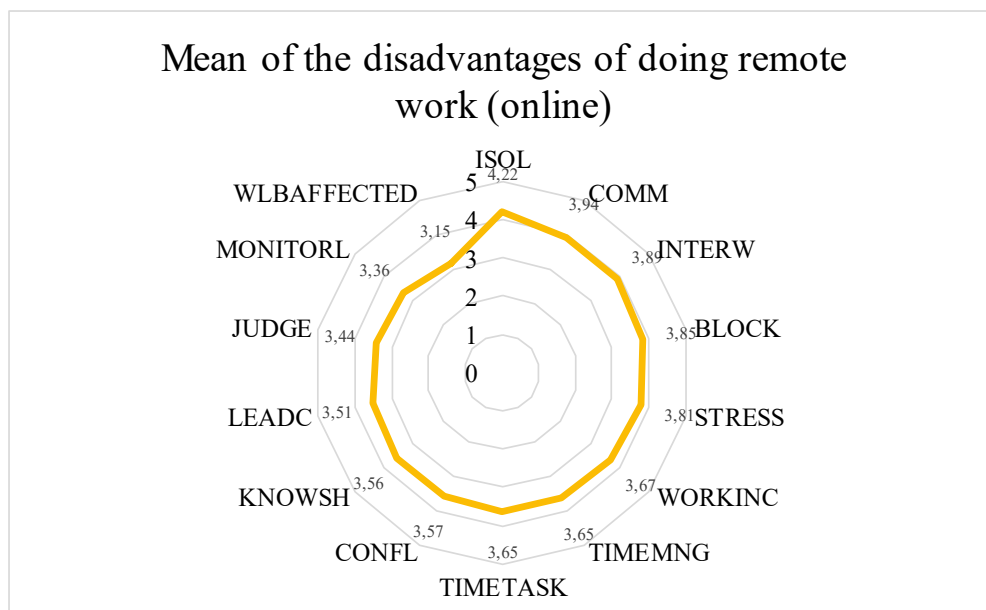 Mean of the disadvantages of doing remote
work (online)
ISOL
4,22
COMM
3,94
INTERW
3,89
BLOCK
3,85
STRESS
3,81
WORKINC
3,67
TIMEMNG
3,65
TIMETASK
3,65
CONFL
3,57
KNOWSH
3,56
LEADC
3,51
JUDGE
3,44
MONITORL
3,36
WLBAFFECTED
3,15
5
4
3
2
1
0